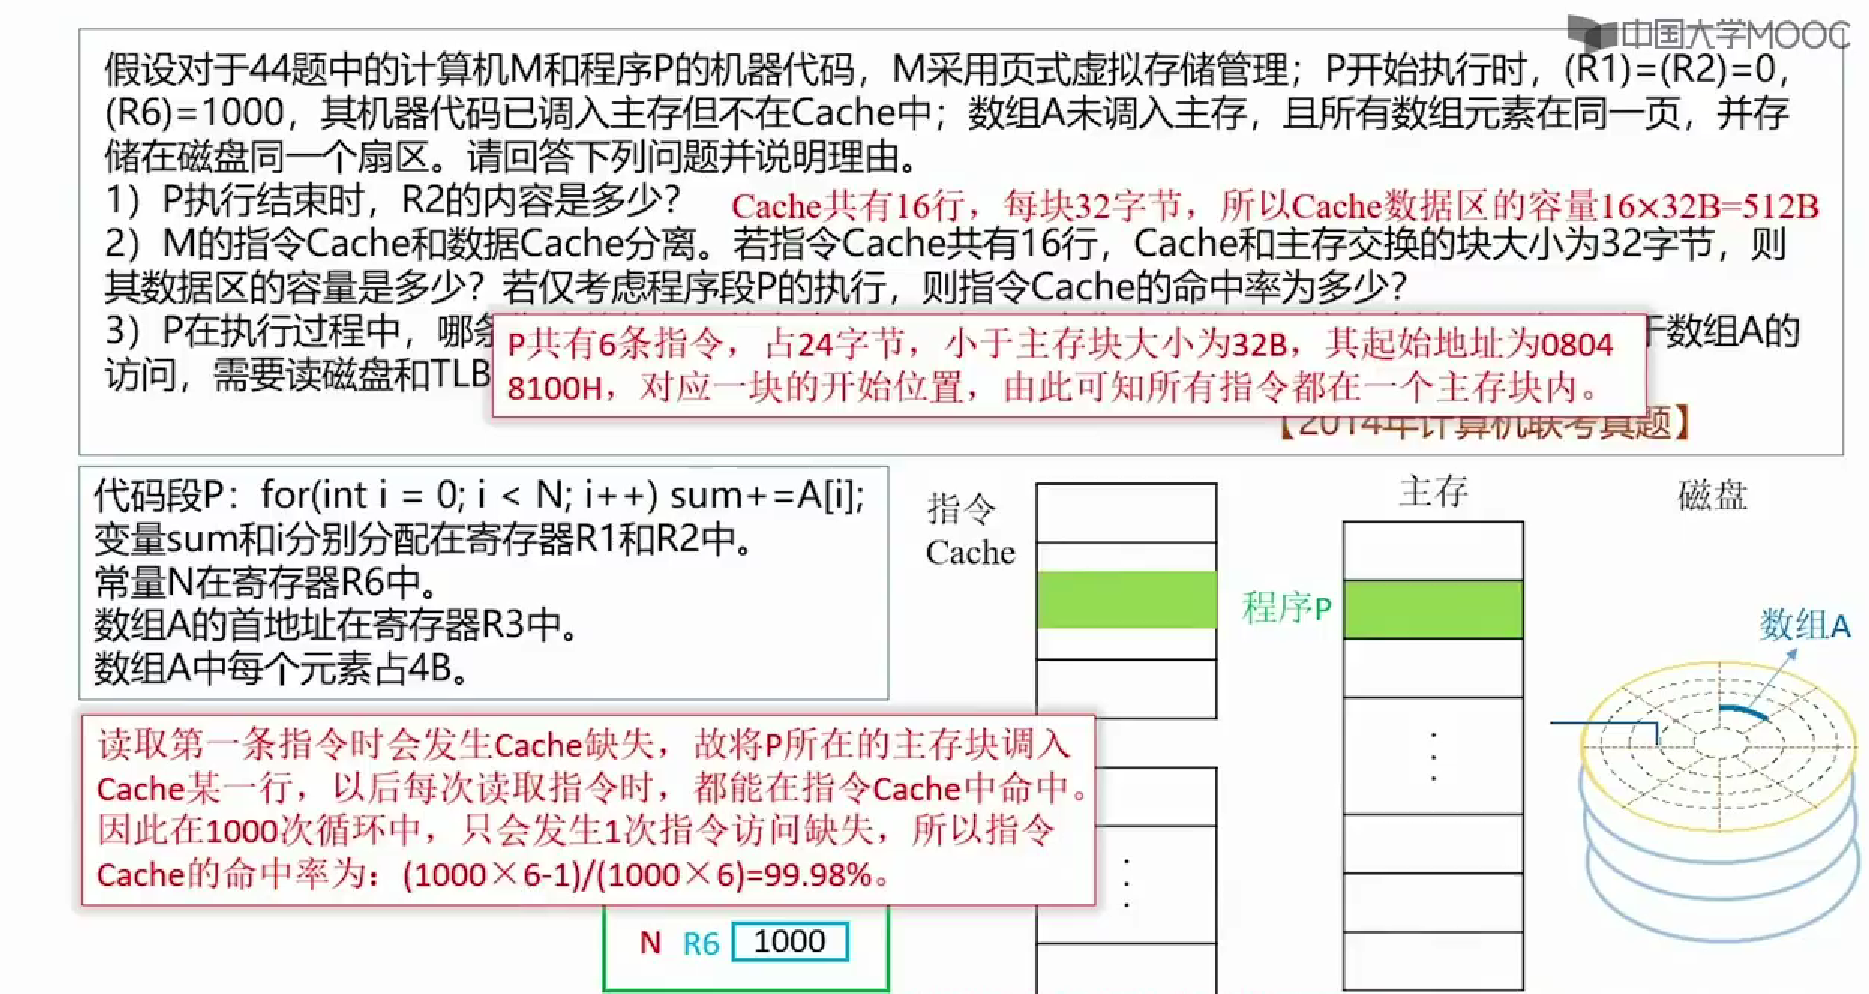 中国大学MOOC
假设对于44题中的计算机M和程序P的机器代码，M采用页式虚拟存储管理；P开始执行时，(R1)=(R2)=0，
(R6)=1000，其机器代码已调入主存但不在Cache中；数组A未调入主存，且所有数组元素在同一页，并存
储在磁盘同一个扇区。请回答下列问题并说明理由。
1）P执行结束时，R2的内容是多少？
Cache共有16行，每块32字节，所以Cache数据区的容量16×32B=512B
2）M的指令Cache和数据Cache分离。若指令Cache共有16行，Cache和主存交换的块大小为32字节，则
其数据区的容量是多少？若仅考虑程序段P的执行，则指令Cache的命中率为多少？
3）P在执行过程中，哪条
于数组A的
访问，需要读磁盘和TLB
P共有6条指令，占24字节，小于主存块大小为32B，其起始地址为0804
8100H，对应一块的开始位置，由此可知所有指令都在一个主存块内。
【2014年计算机联考真题】
代码段P：for(int i = 0; i < N; i++) sum+=A[i];
变量sum和i分别分配在寄存器R1和R2中。
常量N在寄存器R6中。
数组A的首地址在寄存器R3中。
数组A中每个元素占4B。
指令
Cache
主存
磁盘
程序P
数组A
读取第一条指令时会发生Cache缺失，故将P所在的主存块调入
Cache某一行，以后每次读取指令时，都能在指令Cache中命中。
因此在1000次循环中，只会发生1次指令访问缺失，所以指令
Cache的命中率为：(1000×6-1)/(1000×6)=99.98%。
N R6 1000